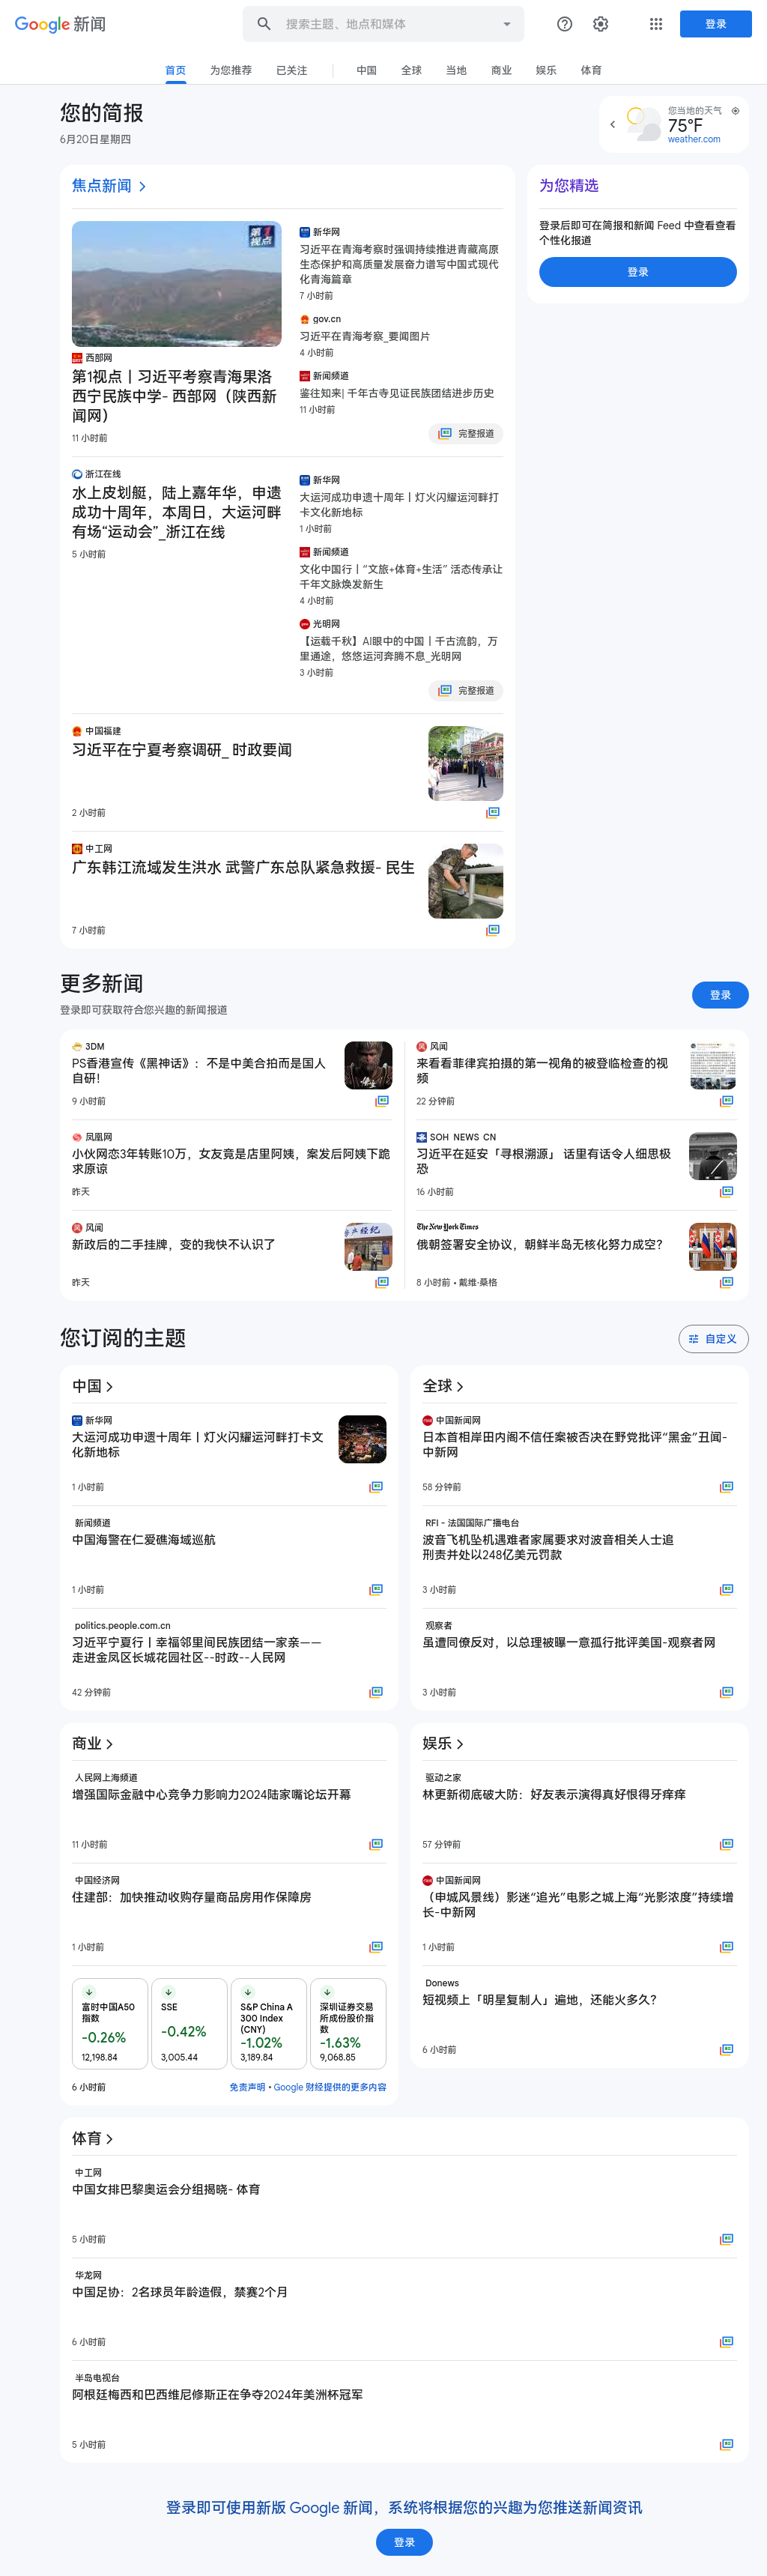 Google 新闻
搜索主题、地点和媒体
登录
首页
为您推荐
已关注
中国
全球
当地
商业
娱乐
体育
您的简报
6月20日星期四
您当地的天气
75°F
weather.com
焦点新闻
第1
视点
西部网
第1视点丨习近平考察青海果洛
西宁民族中学- 西部网（陕西新
闻网）
11 小时前
新华网
习近平在青海考察时强调持续推进青藏高原
生态保护和高质量发展奋力谱写中国式现代
化青海篇章
7 小时前
gov.cn
习近平在青海考察_要闻图片
4 小时前
新闻频道
鉴往知来| 千年古寺见证民族团结进步历史
11 小时前
完整报道
浙江在线
水上皮划艇，陆上嘉年华，申遗
成功十周年，本周日，大运河畔
有场“运动会”_浙江在线
5 小时前
新华网
大运河成功申遗十周年丨灯火闪耀运河畔打
卡文化新地标
1 小时前
新闻频道
文化中国行丨“文旅+体育+生活” 活态传承让
千年文脉焕发新生
4 小时前
光明网
【运载千秋】AI眼中的中国丨千古流韵，万
里通途，悠悠运河奔腾不息_光明网
3 小时前
完整报道
中国福建
习近平在宁夏考察调研_ 时政要闻
2 小时前
中工网
广东韩江流域发生洪水 武警广东总队紧急救援- 民生
7 小时前
为您精选
登录后即可在简报和新闻 Feed 中查看查看
个性化报道
登录
更多新闻
登录即可获取符合您兴趣的新闻报道
登录
3DM
PS香港宣传《黑神话》：不是中美合拍而是国人
自研！
9 小时前
风闻
来看看菲律宾拍摄的第一视角的被登临检查的视
频
22 分钟前
凤凰网
小伙网恋3年转账10万，女友竟是店里阿姨，案发后阿姨下跪
求原谅
昨天
SOH_NEWS_CN
习近平在延安「寻根溯源」 话里有话令人细思极
恐
16 小时前
风闻
新政后的二手挂牌，变的我快不认识了
昨天
The New York Times
俄朝签署安全协议，朝鲜半岛无核化努力成空？
8 小时前 • 戴维·桑格
您订阅的主题
自定义
中国
新华网
大运河成功申遗十周年丨灯火闪耀运河畔打卡文
化新地标
1 小时前
新闻频道
中国海警在仁爱礁海域巡航
1 小时前
politics.people.com.cn
习近平宁夏行丨幸福邻里间民族团结一家亲——
走进金凤区长城花园社区--时政--人民网
42 分钟前
全球
中国新闻网
日本首相岸田内阁不信任案被否决在野党批评“黑金”丑闻-
中新网
58 分钟前
RFI - 法国国际广播电台
波音飞机坠机遇难者家属要求对波音相关人士追
刑责并处以248亿美元罚款
3 小时前
观察者
虽遭同僚反对，以总理被曝一意孤行批评美国-观察者网
3 小时前
商业
人民网上海频道
增强国际金融中心竞争力影响力2024陆家嘴论坛开幕
11 小时前
中国经济网
住建部：加快推动收购存量商品房用作保障房
1 小时前
富时中国A50
指数
-0.26%
12,198.84
SSE
-0.42%
3,005.44
S&P China A
300 Index
(CNY)
-1.02%
3,189.84
深圳证券交易
所成份股价指
数
-1.63%
9,068.85
6 小时前
免责声明 • Google 财经提供的更多内容
娱乐
驱动之家
林更新彻底破大防：好友表示演得真好恨得牙痒痒
57 分钟前
中国新闻网
（申城风景线）影迷“追光”电影之城上海“光影浓度”持续增
长-中新网
1 小时前
Donews
短视频上「明星复制人」遍地，还能火多久？
6 小时前
体育
中工网
中国女排巴黎奥运会分组揭晓- 体育
5 小时前
华龙网
中国足协：2名球员年龄造假，禁赛2个月
6 小时前
半岛电视台
阿根廷梅西和巴西维尼修斯正在争夺2024年美洲杯冠军
5 小时前
登录即可使用新版 Google 新闻，系统将根据您的兴趣为您推送新闻资讯
登录